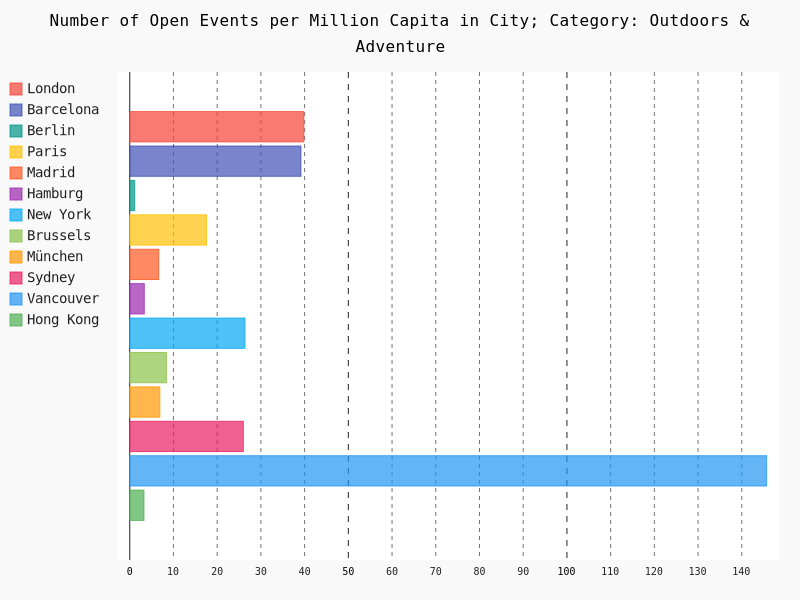 Number of Open Events per Million Capita in City; Category: Outdoors &
Adventure
London
Barcelona
Berlin
Paris
Madrid
Hamburg
New York
Brussels
München
Sydney
Vancouver
Hong Kong
0 10 20 30 40 50 60 70 80 90 100 110 120 130 140